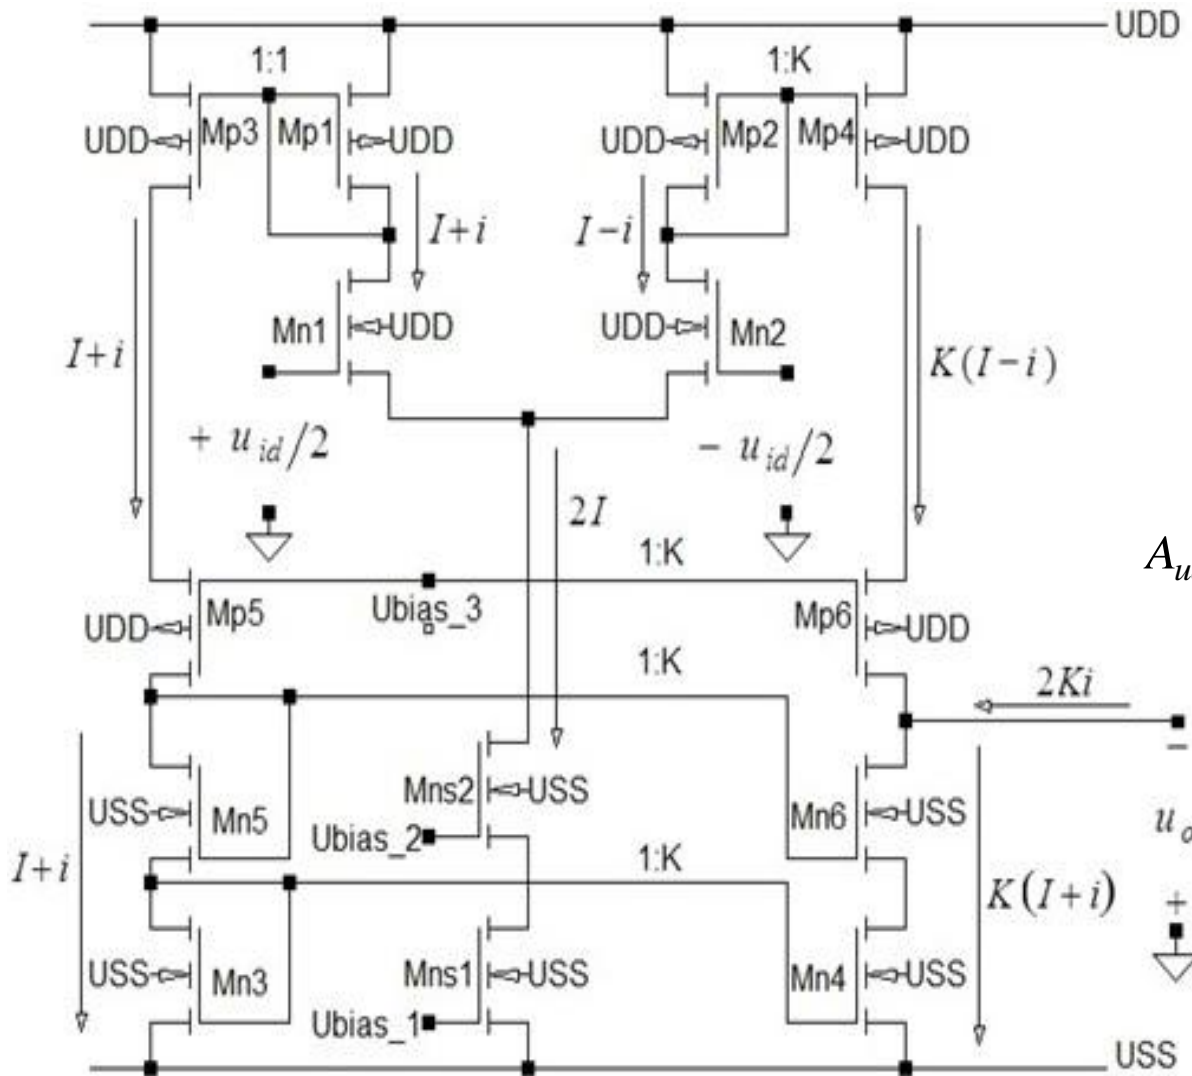 UDD
1:1
1:K
Mp3 Mp1
Mp2 Mp4
UDD
UDD
UDD
UDD
I+i
I-i
I+i
Mn1
UDD
UDD
Mn2
K(I-i)
+ u_id/2
- u_id/2
2I
1:K
Mp5
Ubias_3
Mp6
UDD
UDD
A_u
1:K
2Ki
-
Mns2
USS
USS
Mn5
Mn6
USS
Ubias_2
u_o
I+i
1:K
K(I+i)
+
USS
Mn3
Mns1
USS
Mn4
USS
Ubias_1
USS